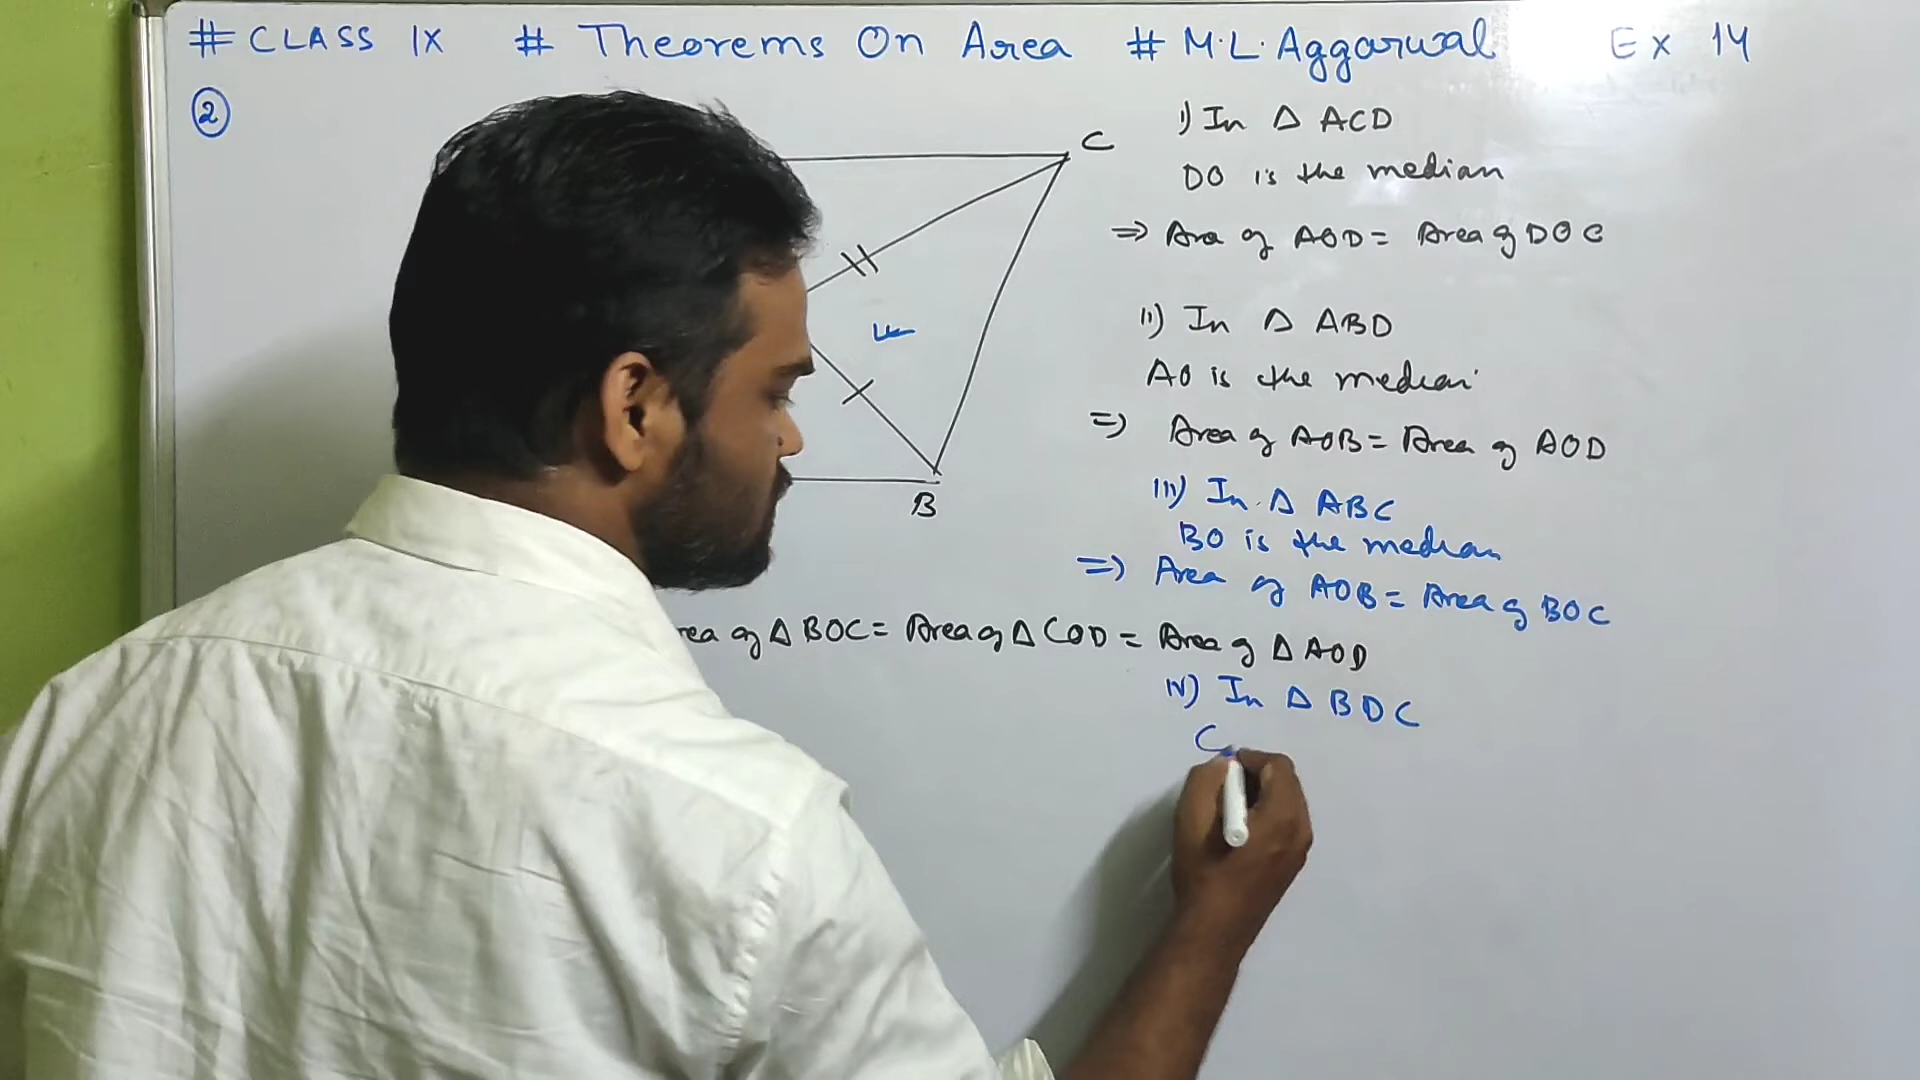 # CLASS IX # Theorems On Area # M.L. Aggarwal Ex 14
2
C
B
i) In Δ ACD
DO is the median
⇒ Area of AOD = Area of DOC
ii) In Δ ABD
AO is the median
⇒ Area of AOB = Area of AOD
iii) In Δ ABC
BO is the median
⇒ Area of AOB = Area of BOC
of Δ BOC = Area of Δ COD = Area of Δ AOD
iv) In Δ BDC
C